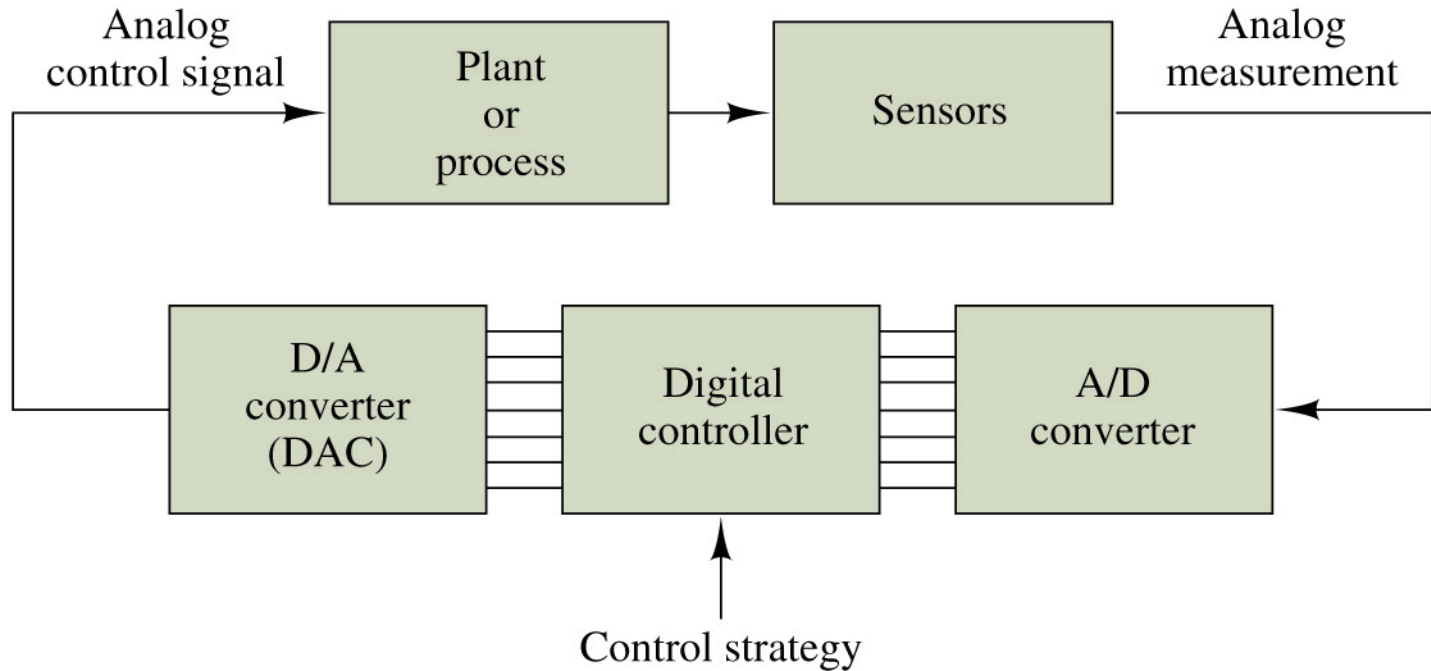 Analog
control signal
Plant
or
process
Sensors
Analog
measurement
D/A
converter
(DAC)
Digital
controller
A/D
converter
Control strategy